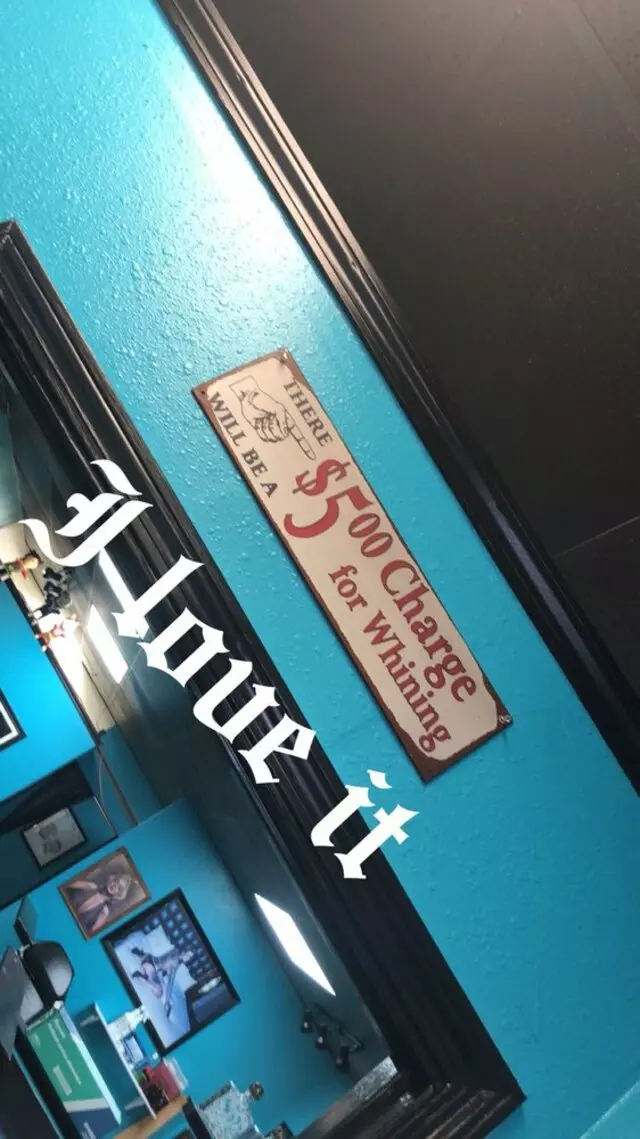 THERE
WILL BE A
$5.00 Charge
for Whining
I love it